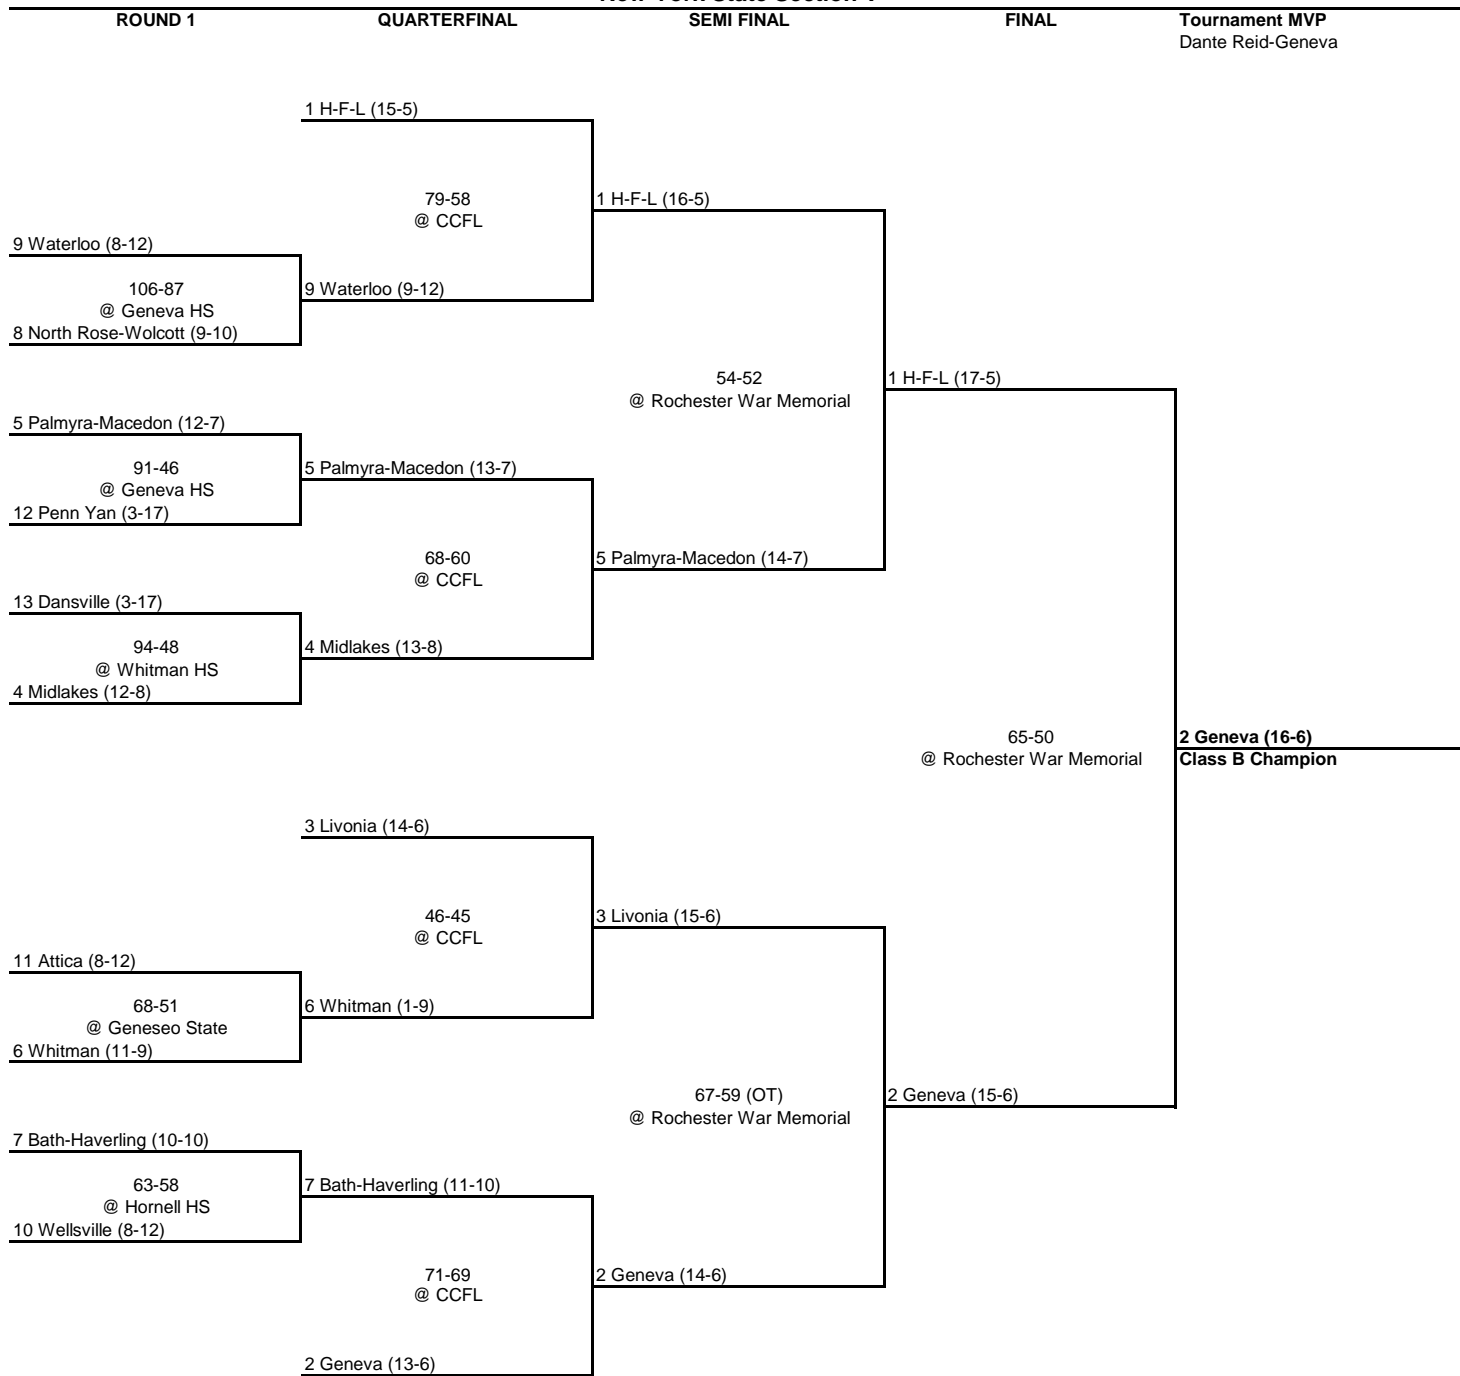 ROUND 1 QUARTERFINAL SEMI FINAL FINAL Tournament MVP
Dante Reid-Geneva
1 H-F-L (15-5)
79-58
@ CCFL
1 H-F-L (16-5)
9 Waterloo (8-12)
106-87
@ Geneva HS
9 Waterloo (9-12)
8 North Rose-Wolcott (9-10)
54-52
@ Rochester War Memorial
1 H-F-L (17-5)
5 Palmyra-Macedon (12-7)
91-46
@ Geneva HS
5 Palmyra-Macedon (13-7)
12 Penn Yan (3-17)
68-60
@ CCFL
5 Palmyra-Macedon (14-7)
13 Dansville (3-17)
94-48
@ Whitman HS
4 Midlakes (13-8)
4 Midlakes (12-8)
65-50
@ Rochester War Memorial
2 Geneva (16-6)
Class B Champion
3 Livonia (14-6)
46-45
@ CCFL
3 Livonia (15-6)
11 Attica (8-12)
68-51
@ Geneseo State
6 Whitman (1-9)
6 Whitman (11-9)
67-59 (OT)
@ Rochester War Memorial
2 Geneva (15-6)
7 Bath-Haverling (10-10)
63-58
@ Hornell HS
7 Bath-Haverling (11-10)
10 Wellsville (8-12)
71-69
@ CCFL
2 Geneva (14-6)
2 Geneva (13-6)